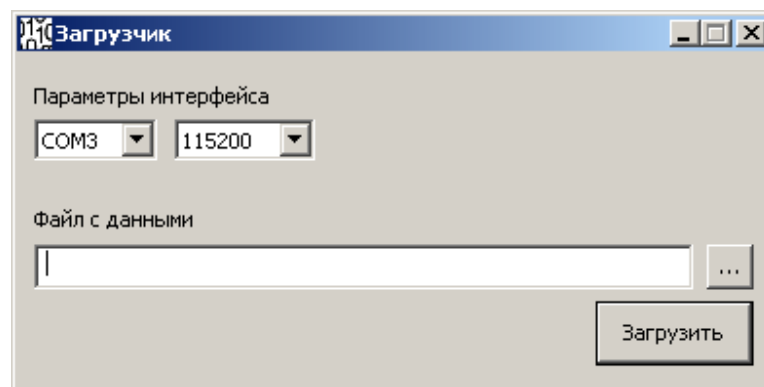 Загрузчик
Параметры интерфейса
COM3 115200
Файл с данными
...
Загрузить